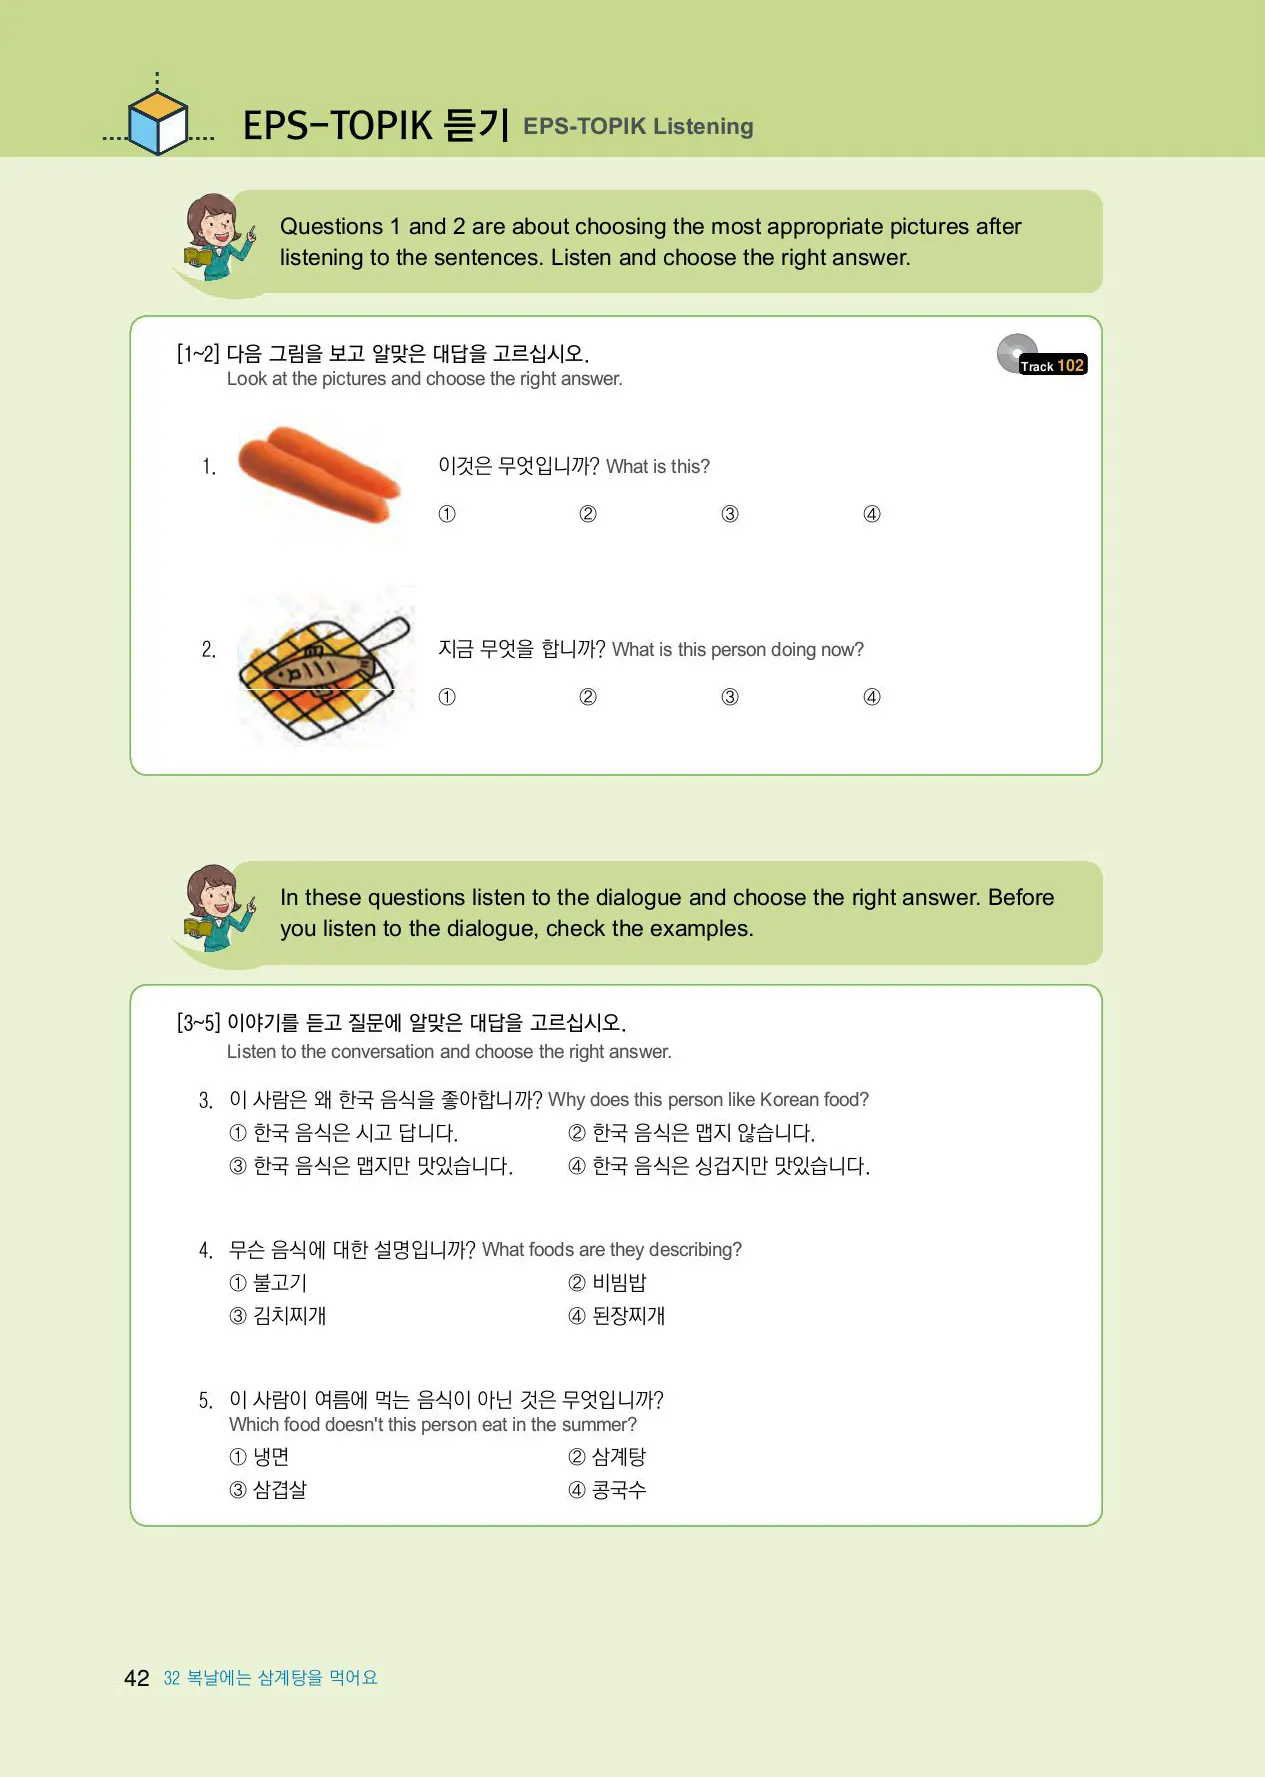 EPS-TOPIK 듣기 EPS-TOPIK Listening
Questions 1 and 2 are about choosing the most appropriate pictures after
listening to the sentences. Listen and choose the right answer.
[1~2] 다음 그림을 보고 알맞은 대답을 고르십시오.
Look at the pictures and choose the right answer.
Track 102
1. 이것은 무엇입니까? What is this?
① ② ③ ④
2. 지금 무엇을 합니까? What is this person doing now?
① ② ③ ④
In these questions listen to the dialogue and choose the right answer. Before
you listen to the dialogue, check the examples.
[3~5] 이야기를 듣고 질문에 알맞은 대답을 고르십시오.
Listen to the conversation and choose the right answer.
3. 이 사람은 왜 한국 음식을 좋아합니까? Why does this person like Korean food?
① 한국 음식은 시고 답니다. ② 한국 음식은 맵지 않습니다.
③ 한국 음식은 맵지만 맛있습니다. ④ 한국 음식은 싱겁지만 맛있습니다.
4. 무슨 음식에 대한 설명입니까? What foods are they describing?
① 불고기 ② 비빔밥
③ 김치찌개 ④ 된장찌개
5. 이 사람이 여름에 먹는 음식이 아닌 것은 무엇입니까?
Which food doesn't this person eat in the summer?
① 냉면 ② 삼계탕
③ 삼겹살 ④ 콩국수
42 32 복날에는 삼계탕을 먹어요